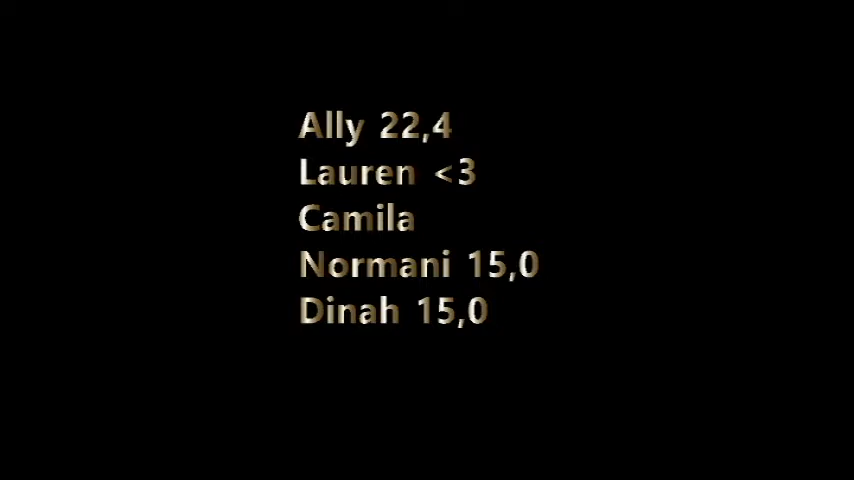 Ally 22,4
Lauren <3
Camila
Normani 15,0
Dinah 15,0